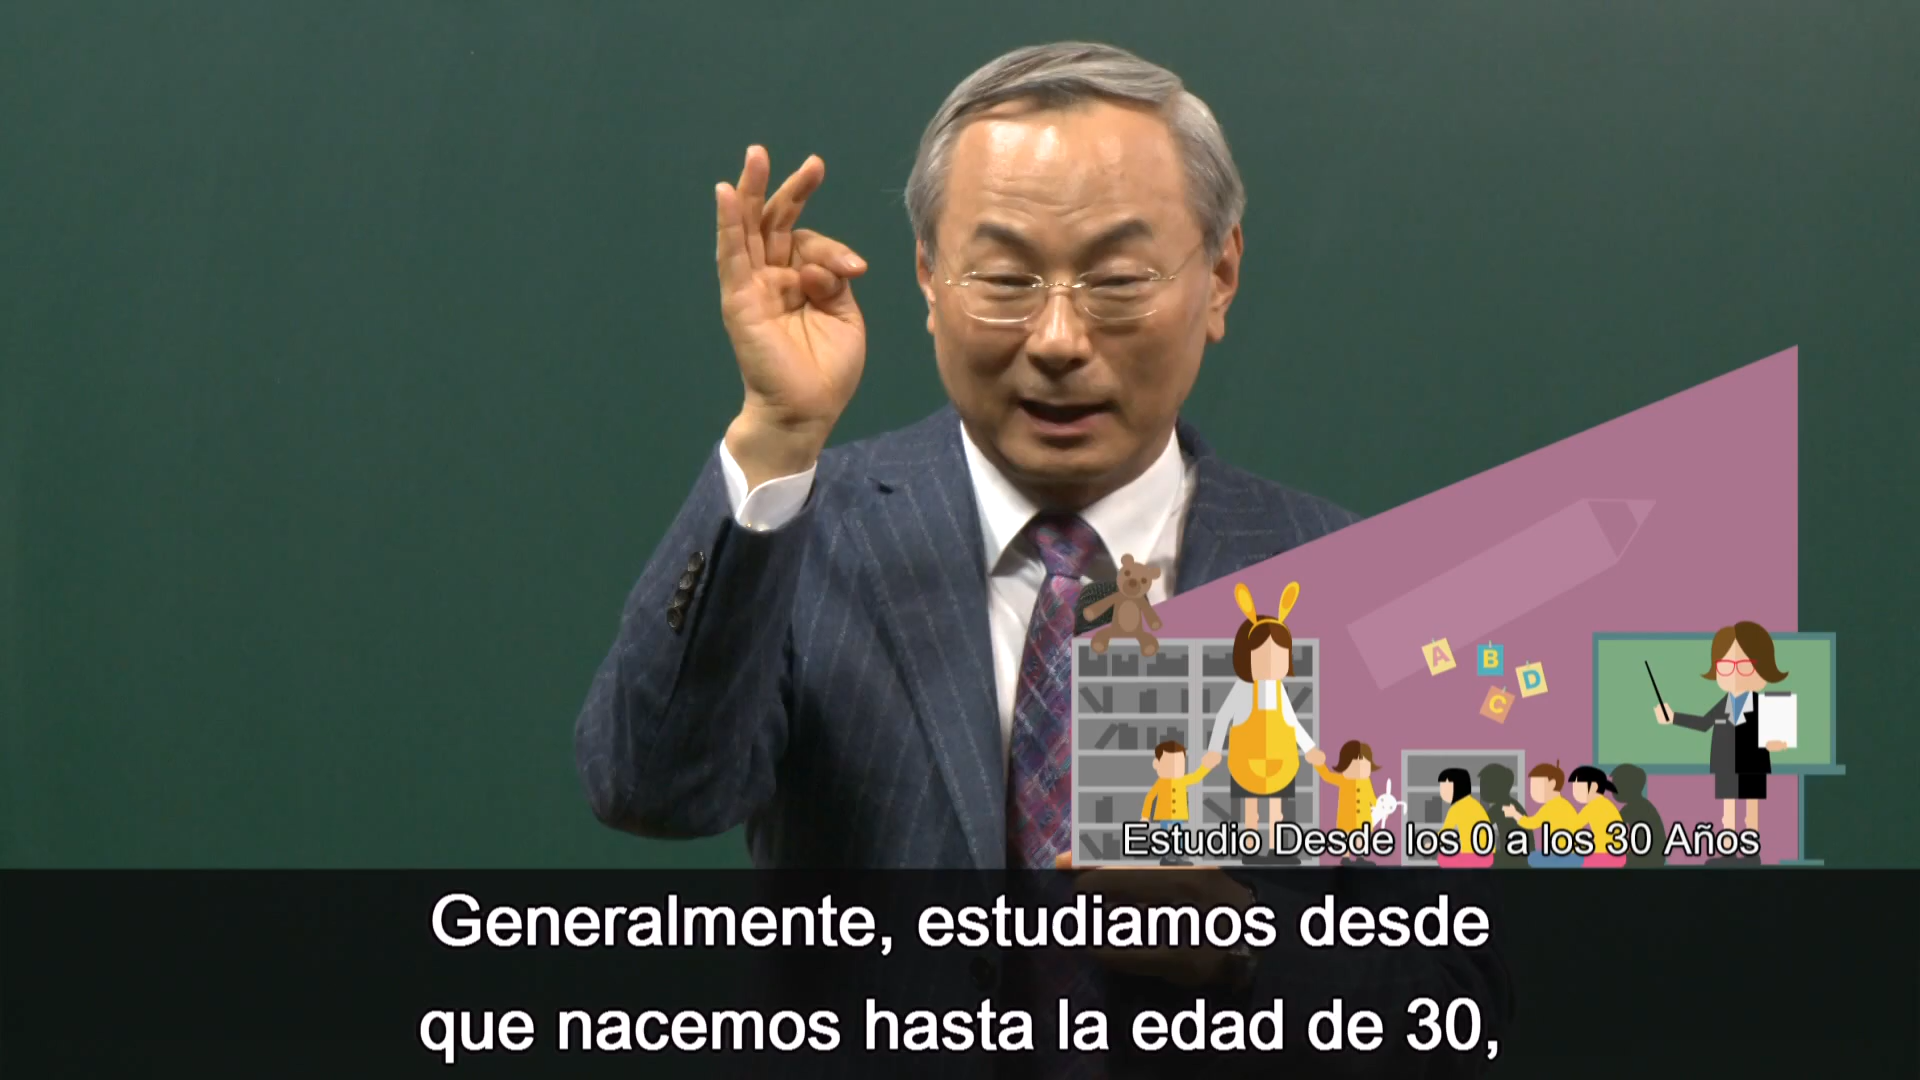 A
B
D
C
Estudio Desde los 0 a los 30 Años
Generalmente, estudiamos desde
que nacemos hasta la edad de 30,